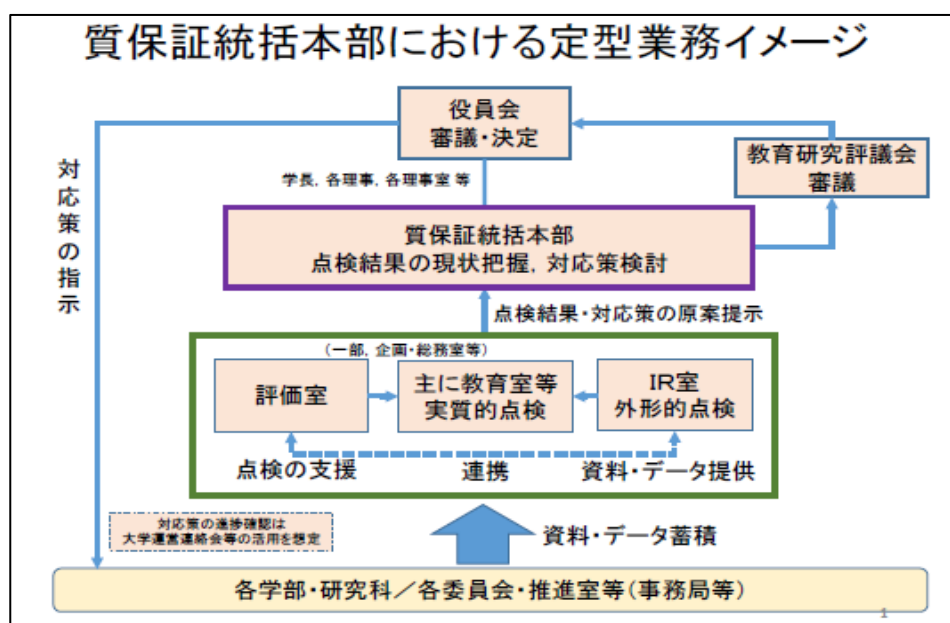 質保証統括本部における定型業務イメージ
役員会
審議・決定
教育研究評議会
審議
対応策の指示
学長, 各理事, 各理事室 等
質保証統括本部
点検結果の現状把握, 対応策検討
点検結果・対応策の原案提示
(一部, 企画・総務室等)
評価室
主に教育室等
実質的点検
IR室
外形的点検
点検の支援
連携
資料・データ提供
対応策の進捗確認は
大学運営連絡会等の活用を想定
資料・データ蓄積
各学部・研究科／各委員会・推進室等(事務局等)
1